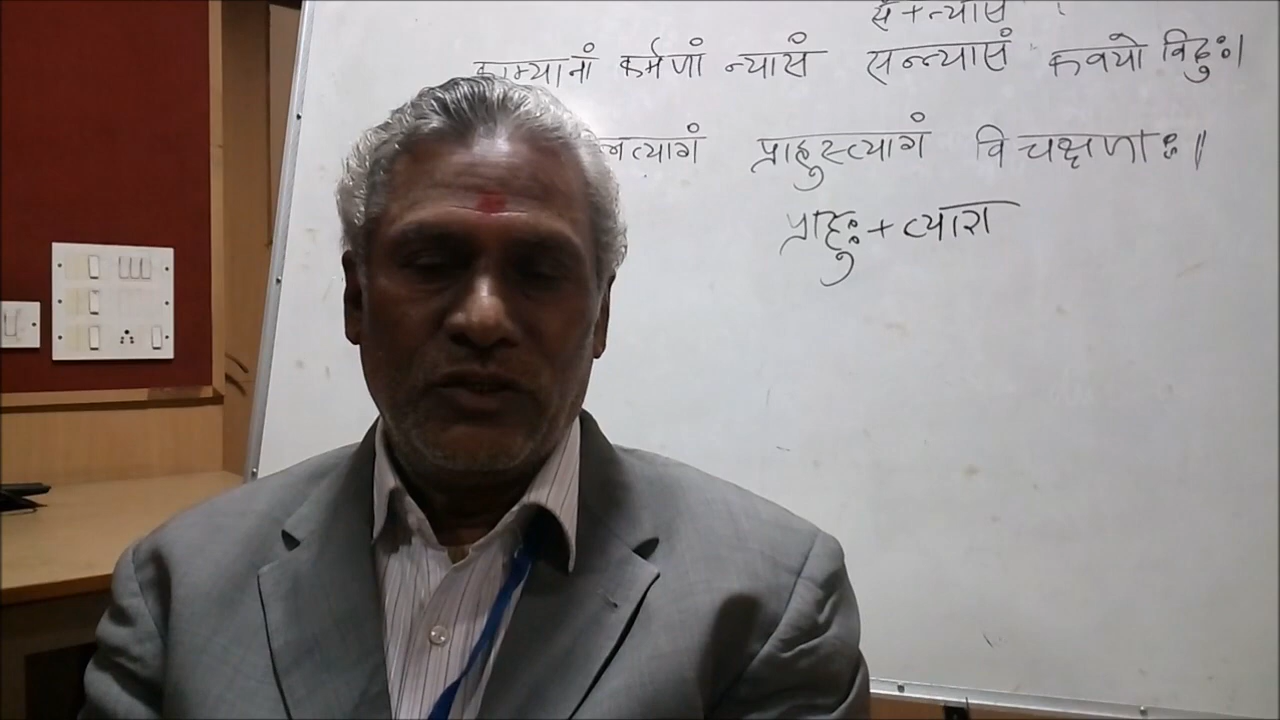 सं+न्यास
काम्यानां कर्मणां न्यासं सन्न्यासं कवयो विदुः।
त्यागं प्राहुस्त्यागं विचक्षणाः॥
प्राहुः+त्याग